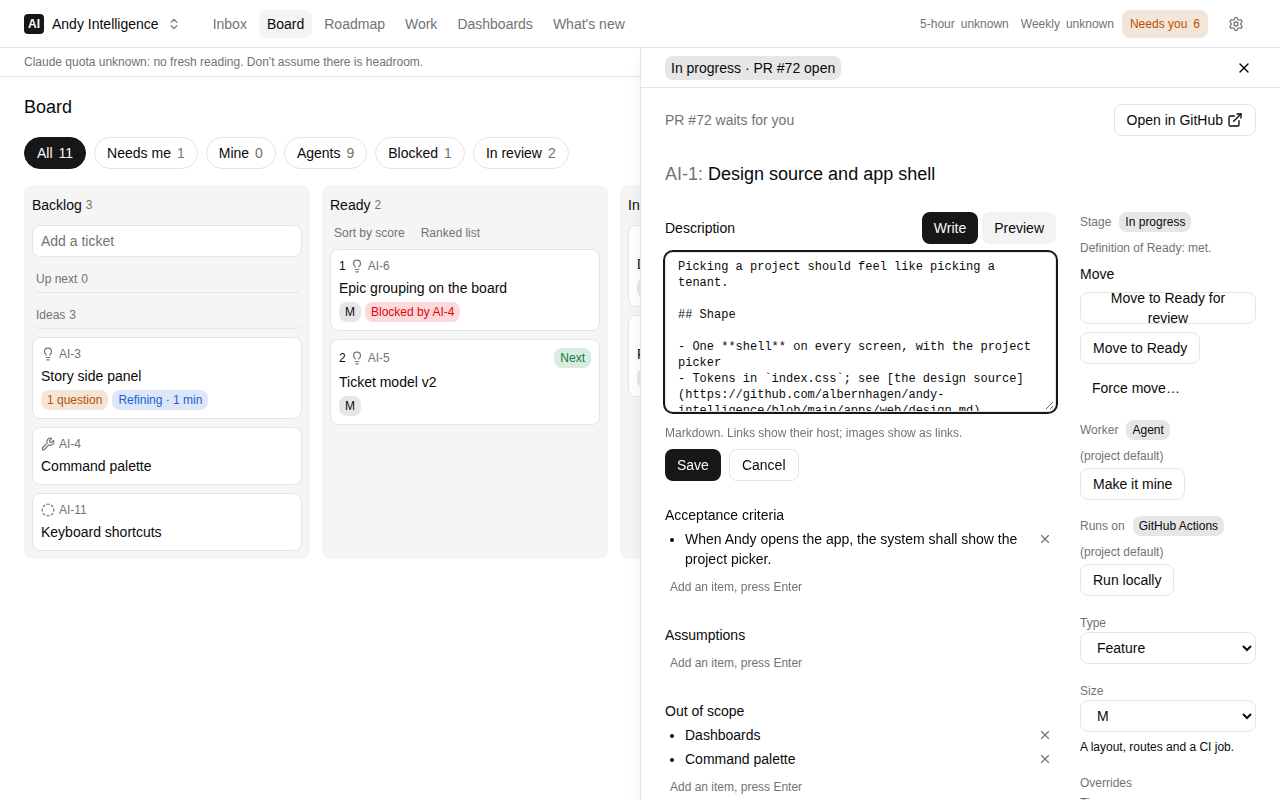 AI Andy Intelligence Inbox Board Roadmap Work Dashboards What's new 5-hour unknown Weekly unknown Needs you 6
Claude quota unknown: no fresh reading. Don't assume there is headroom.
Board
All 11 Needs me 1 Mine 0 Agents 9 Blocked 1 In review 2
Backlog 3
Add a ticket
Up next 0
Ideas 3
AI-3
Story side panel
1 question Refining · 1 min
AI-4
Command palette
AI-11
Keyboard shortcuts
Ready 2
Sort by score Ranked list
1 AI-6
Epic grouping on the board
M Blocked by AI-4
2 AI-5 Next
Ticket model v2
M
In
In progress · PR #72 open
PR #72 waits for you Open in GitHub
AI-1: Design source and app shell
Description Write Preview
Picking a project should feel like picking a
tenant.
## Shape
- One **shell** on every screen, with the project
picker
- Tokens in `index.css`; see [the design source]
(https://github.com/albernhagen/andy-
intelligence/blob/main/apps/web/design.md)
Markdown. Links show their host; images show as links.
Save Cancel
Acceptance criteria
• When Andy opens the app, the system shall show the
project picker.
Add an item, press Enter
Assumptions
Add an item, press Enter
Out of scope
• Dashboards
• Command palette
Add an item, press Enter
Stage In progress
Definition of Ready: met.
Move
Move to Ready for
review
Move to Ready
Force move…
Worker Agent
(project default)
Make it mine
Runs on GitHub Actions
(project default)
Run locally
Type
Feature
Size
M
A layout, routes and a CI job.
Overrides